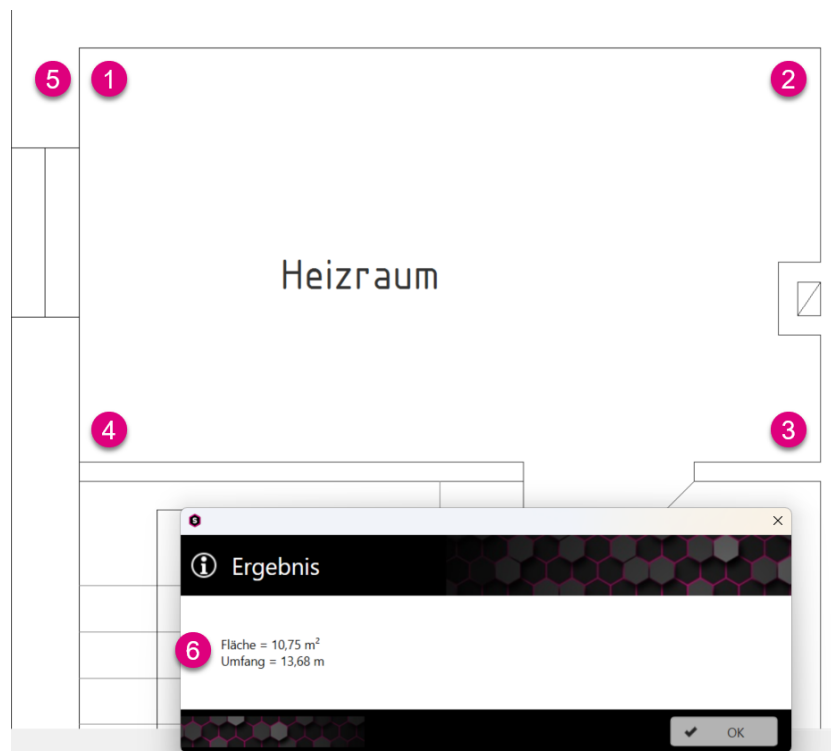 5
1
2
Heizraum
4
3
S
Ergebnis
6
Fläche = 10,75 m²
Umfang = 13,68 m
OK